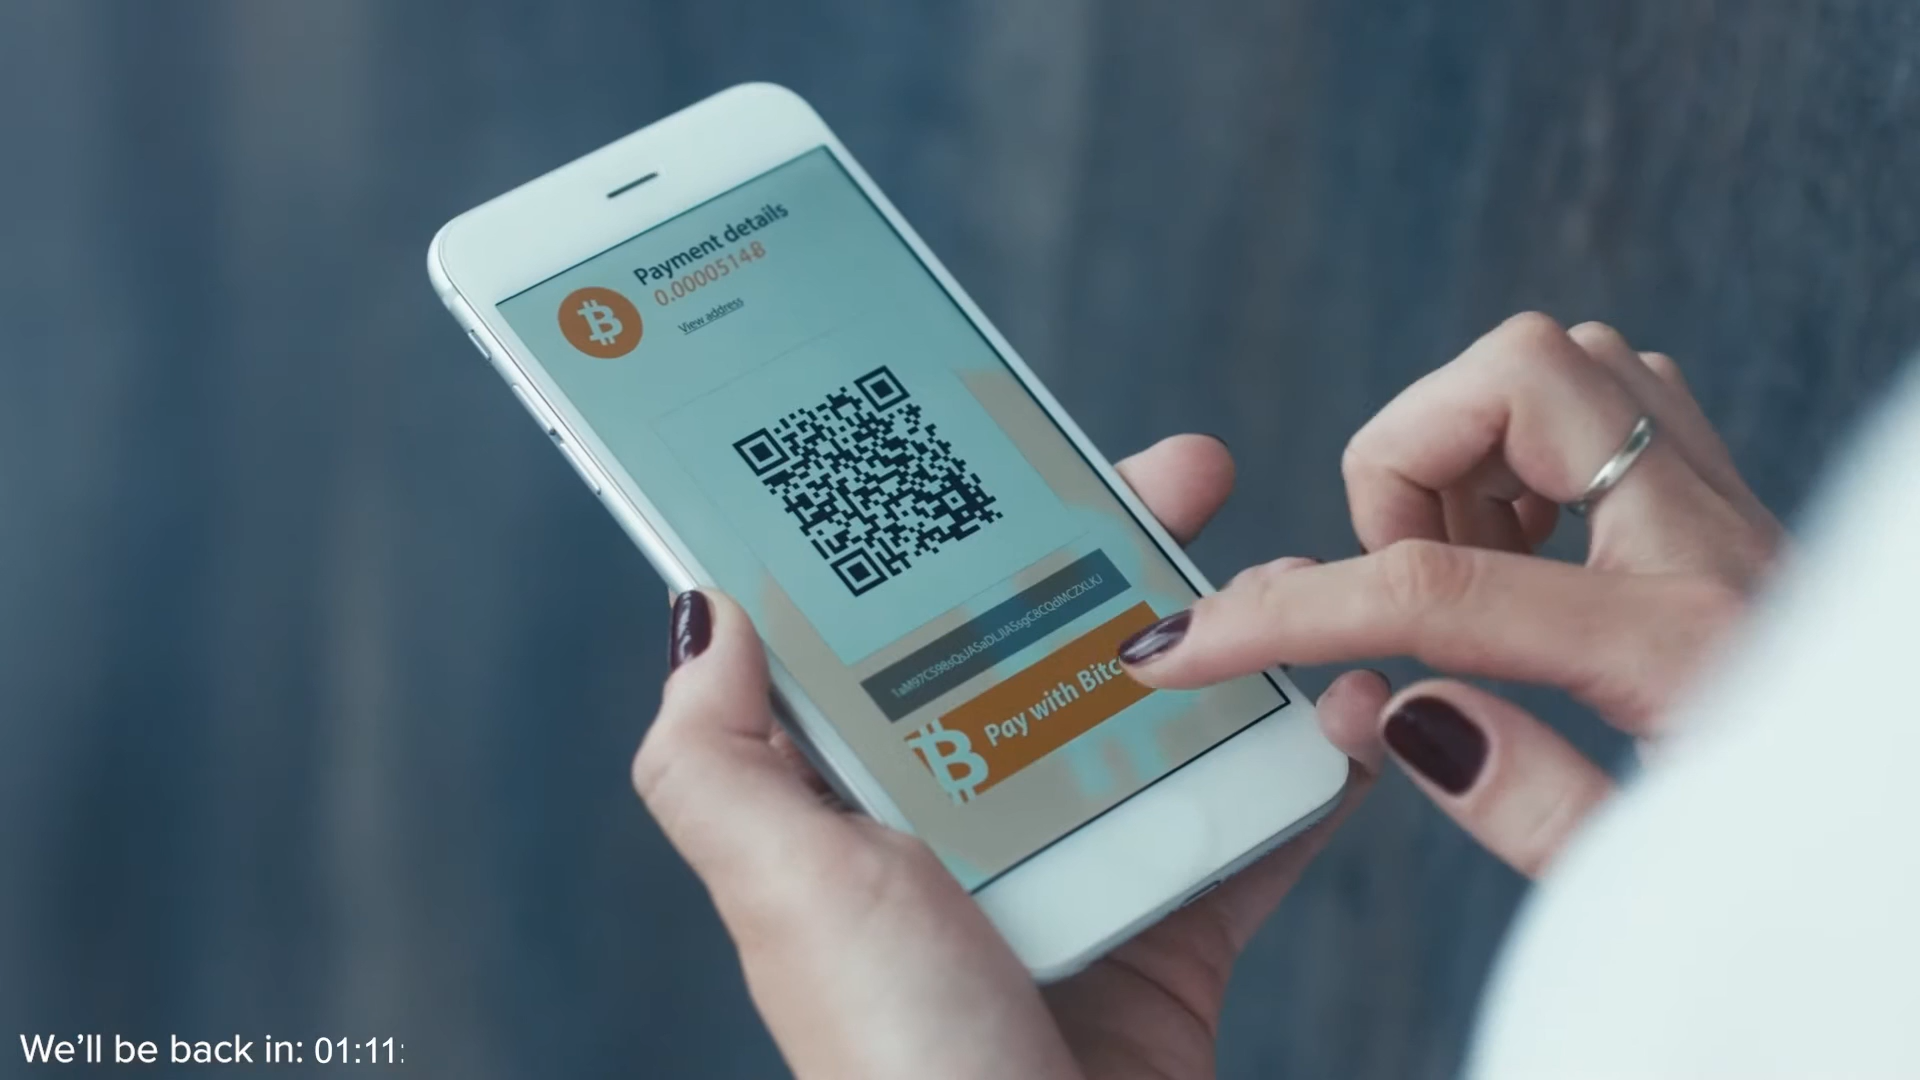 Payment details
0.00005148
View address
Pay with Bitc
We'll be back in: 01:11: